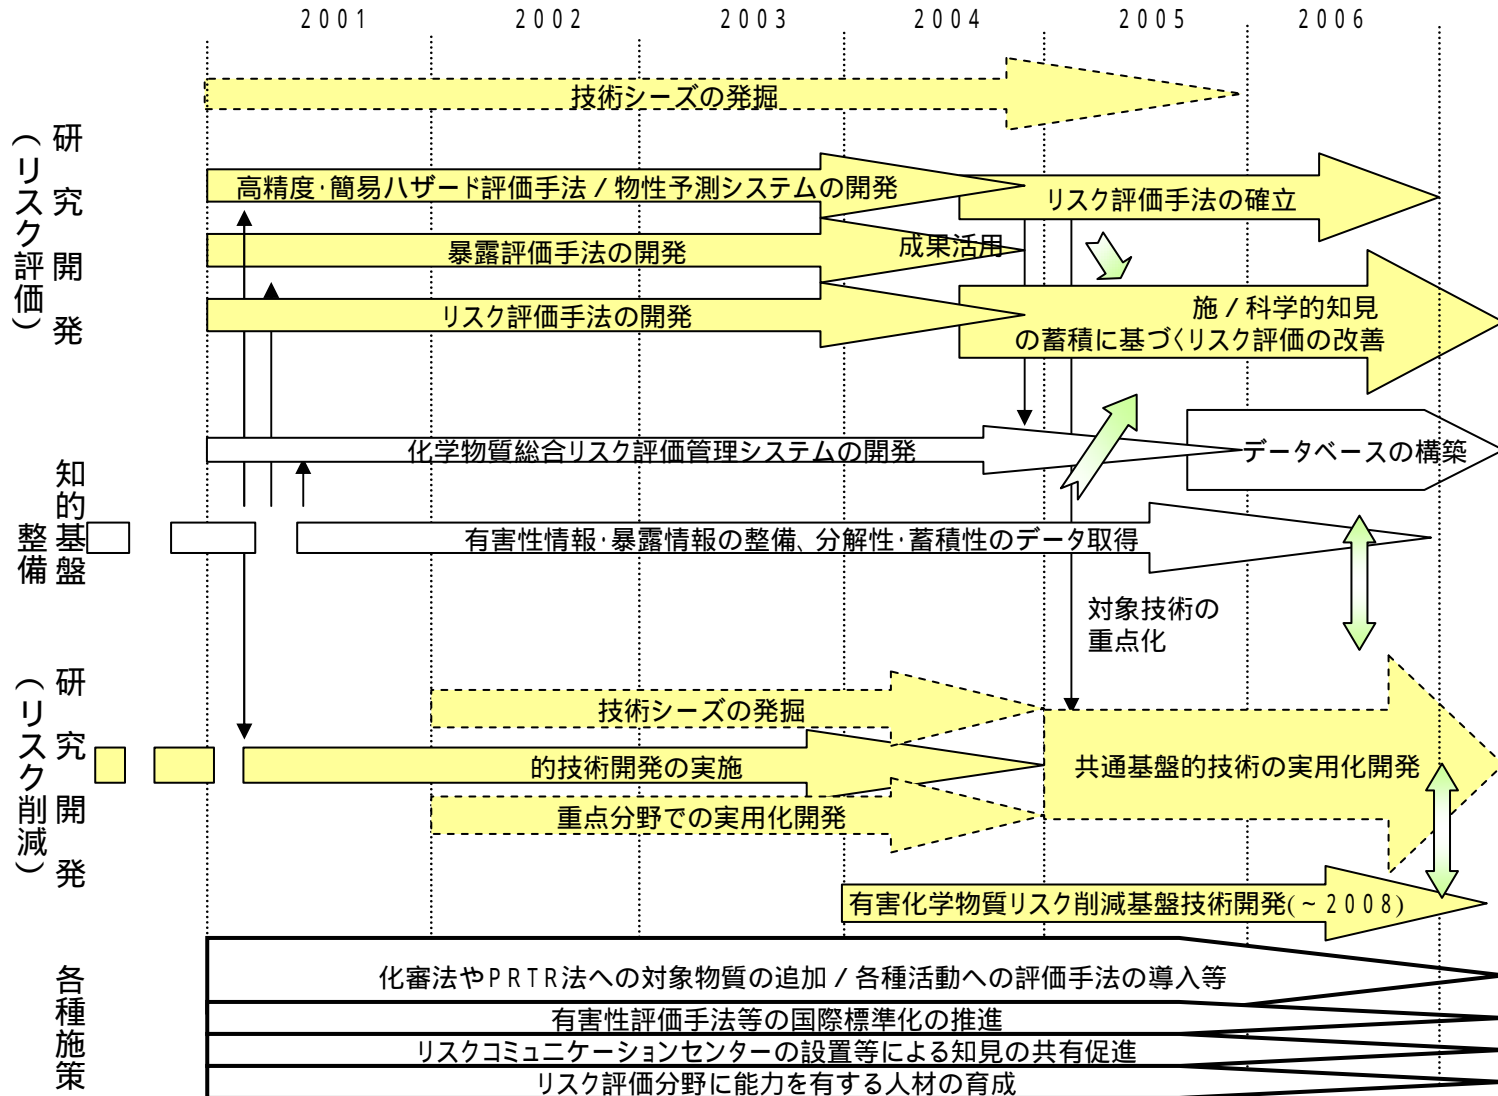 2001 2002 2003 2004 2005 2006
研究開発
(リスク評価)
技術シーズの発掘
高精度・簡易ハザード評価手法/物性予測システムの開発
リスク評価手法の確立
暴露評価手法の開発
成果活用
リスク評価手法の開発
施/科学的知見
の蓄積に基づくリスク評価の改善
知的基盤
整備
化学物質総合リスク評価管理システムの開発
データベースの構築
有害性情報・暴露情報の整備、分解性・蓄積性のデータ取得
対象技術の
重点化
研究開発
(リスク削減)
技術シーズの発掘
的技術開発の実施
共通基盤的技術の実用化開発
重点分野での実用化開発
有害化学物質リスク削減基盤技術開発(~2008)
各種施策
化審法やPRTR法への対象物質の追加/各種活動への評価手法の導入等
有害性評価手法等の国際標準化の推進
リスクコミュニケーションセンターの設置等による知見の共有促進
リスク評価分野に能力を有する人材の育成